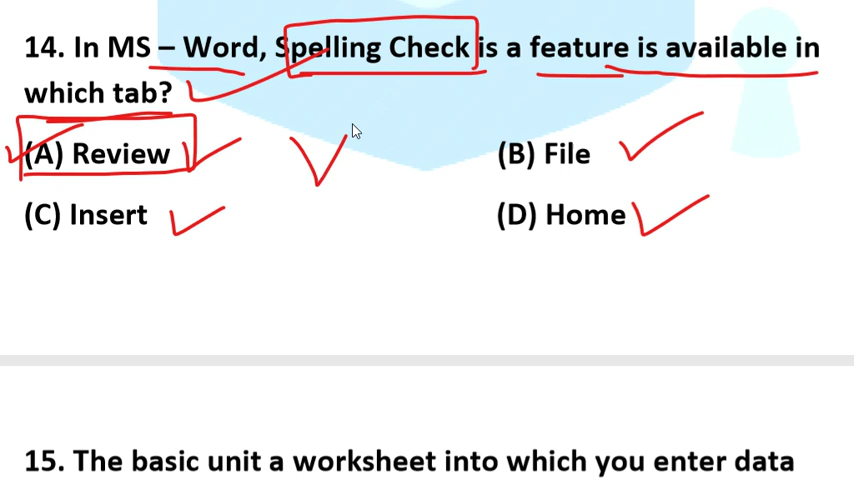 14. In MS – Word, Spelling Check is a feature is available in
which tab?
(A) Review (B) File
(C) Insert (D) Home
15. The basic unit a worksheet into which you enter data